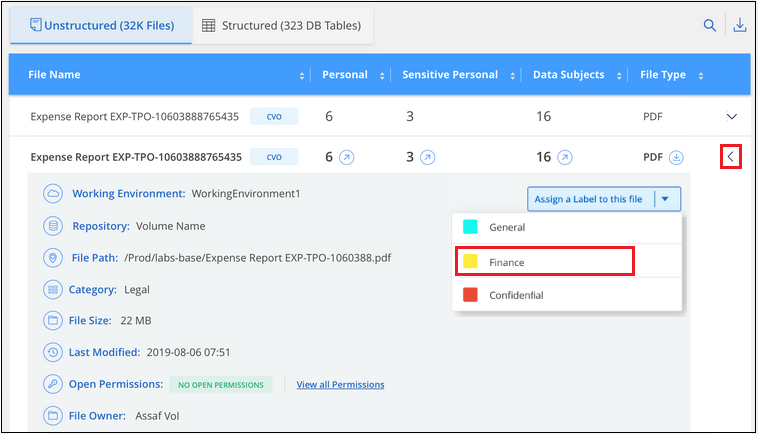 Unstructured (32K Files)
Structured (323 DB Tables)
File Name Personal Sensitive Personal Data Subjects File Type
Expense Report EXP-TPO-10603888765435 CVO 6 3 16 PDF
Expense Report EXP-TPO-10603888765435 CVO 6 3 16 PDF
Working Environment: WorkingEnvironment1
Assign a Label to this file
Repository: Volume Name
General
File Path: /Prod/labs-base/Expense Report EXP-TPO-1060388.pdf
Finance
Category: Legal
Confidential
File Size: 22 MB
Last Modified: 2019-08-06 07:51
Open Permissions: NO OPEN PERMISSIONS View all Permissions
File Owner: Assaf Vol